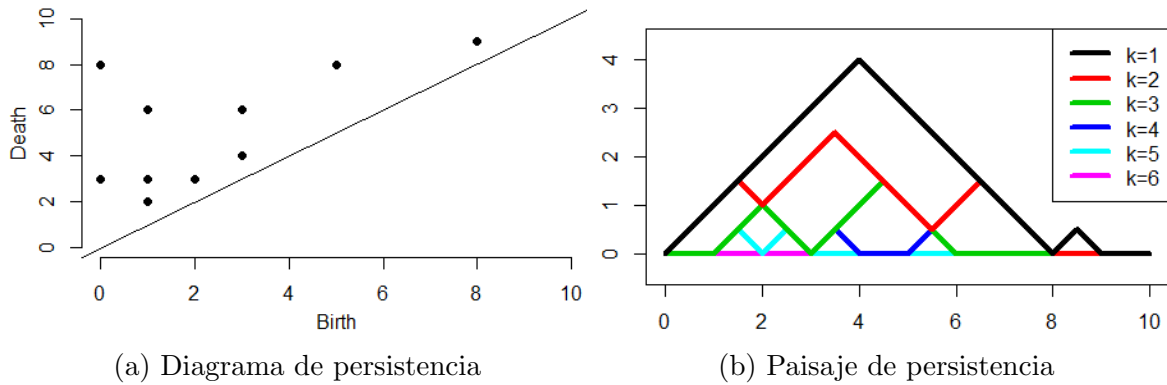 Death
0
2
4
6
8
10
0
2
4
6
8
10
Birth
(a) Diagrama de persistencia
0
1
2
3
4
0
2
4
6
8
10
k=1
k=2
k=3
k=4
k=5
k=6
(b) Paisaje de persistencia